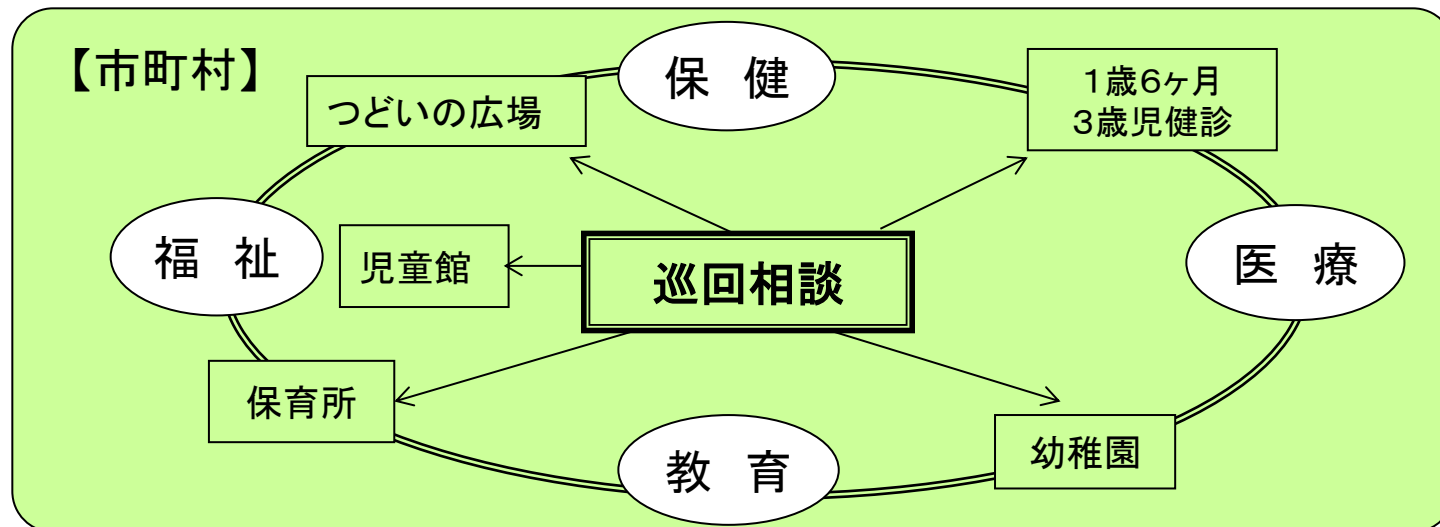 【市町村】
保 健
1歳6ヶ月
3歳児健診
つどいの広場
福 祉
児童館
巡回相談
医 療
保育所
教 育
幼稚園